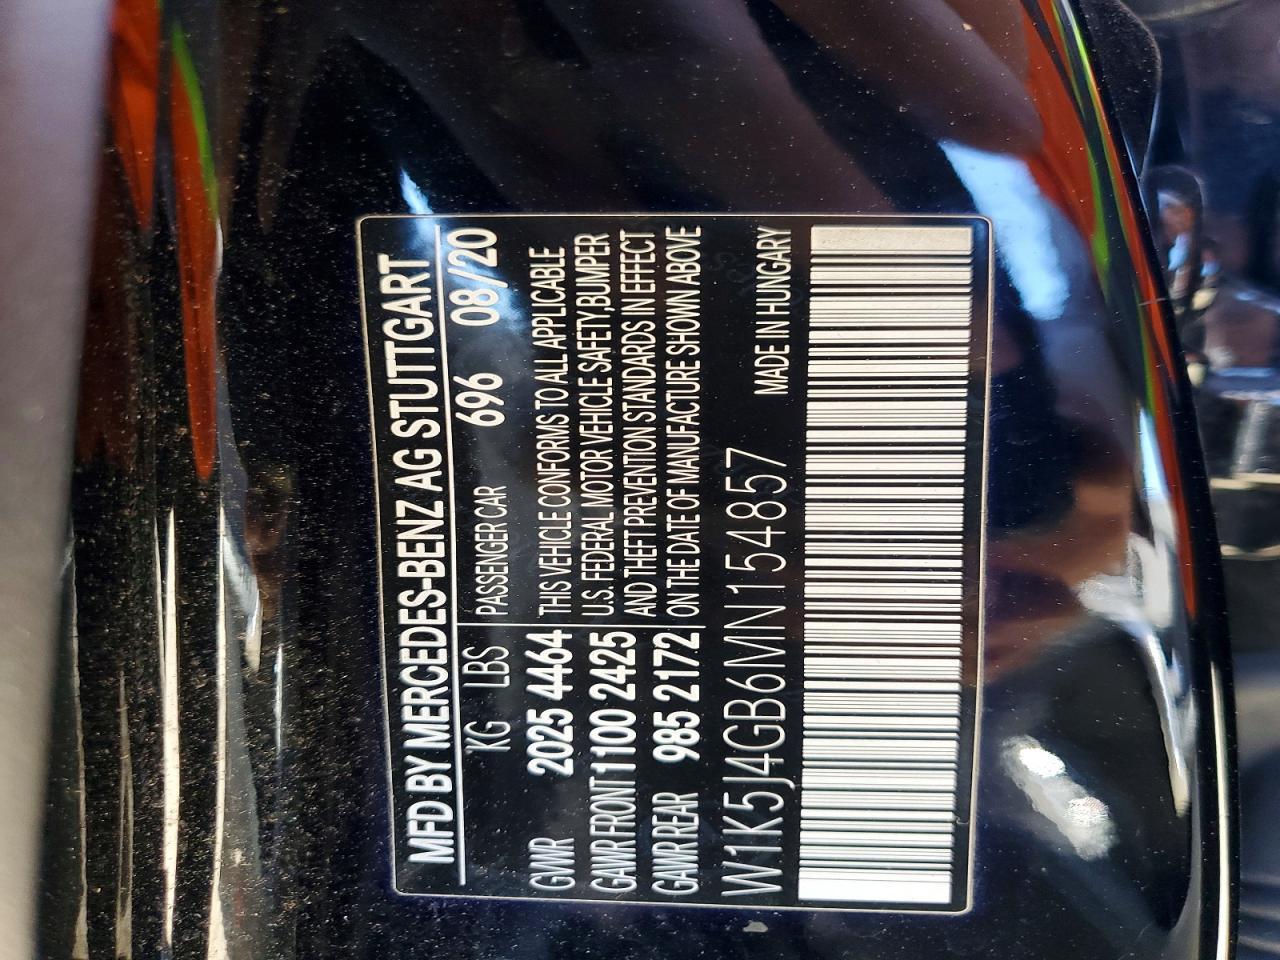 MFD BY MERCEDES-BENZ AG STUTTGART
KG LBS PASSENGER CAR 696 08/20
GWR 2025 4464 THIS VEHICLE CONFORMS TO ALL APPLICABLE
U.S. FEDERAL MOTOR VEHICLE SAFETY,BUMPER
GAWR FRONT 1100 2425 AND THEFT PREVENTION STANDARDS IN EFFECT
GAWR REAR 985 2172 ON THE DATE OF MANUFACTURE SHOWN ABOVE
W1K5J4GB6MN154857 MADE IN HUNGARY